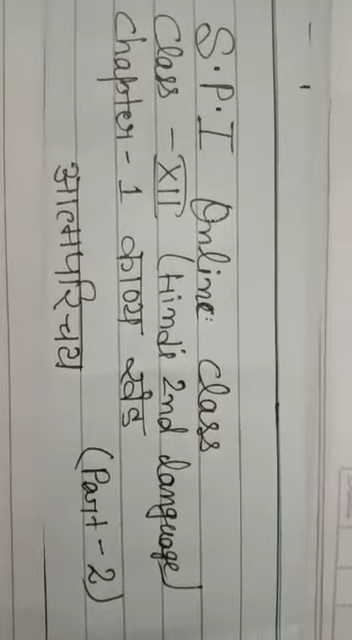 S.P.I Online: class
Class - XII (Hindi 2nd language)
Chapter - 1 काव्य खंड
आत्मपरिचय (Part - 2)